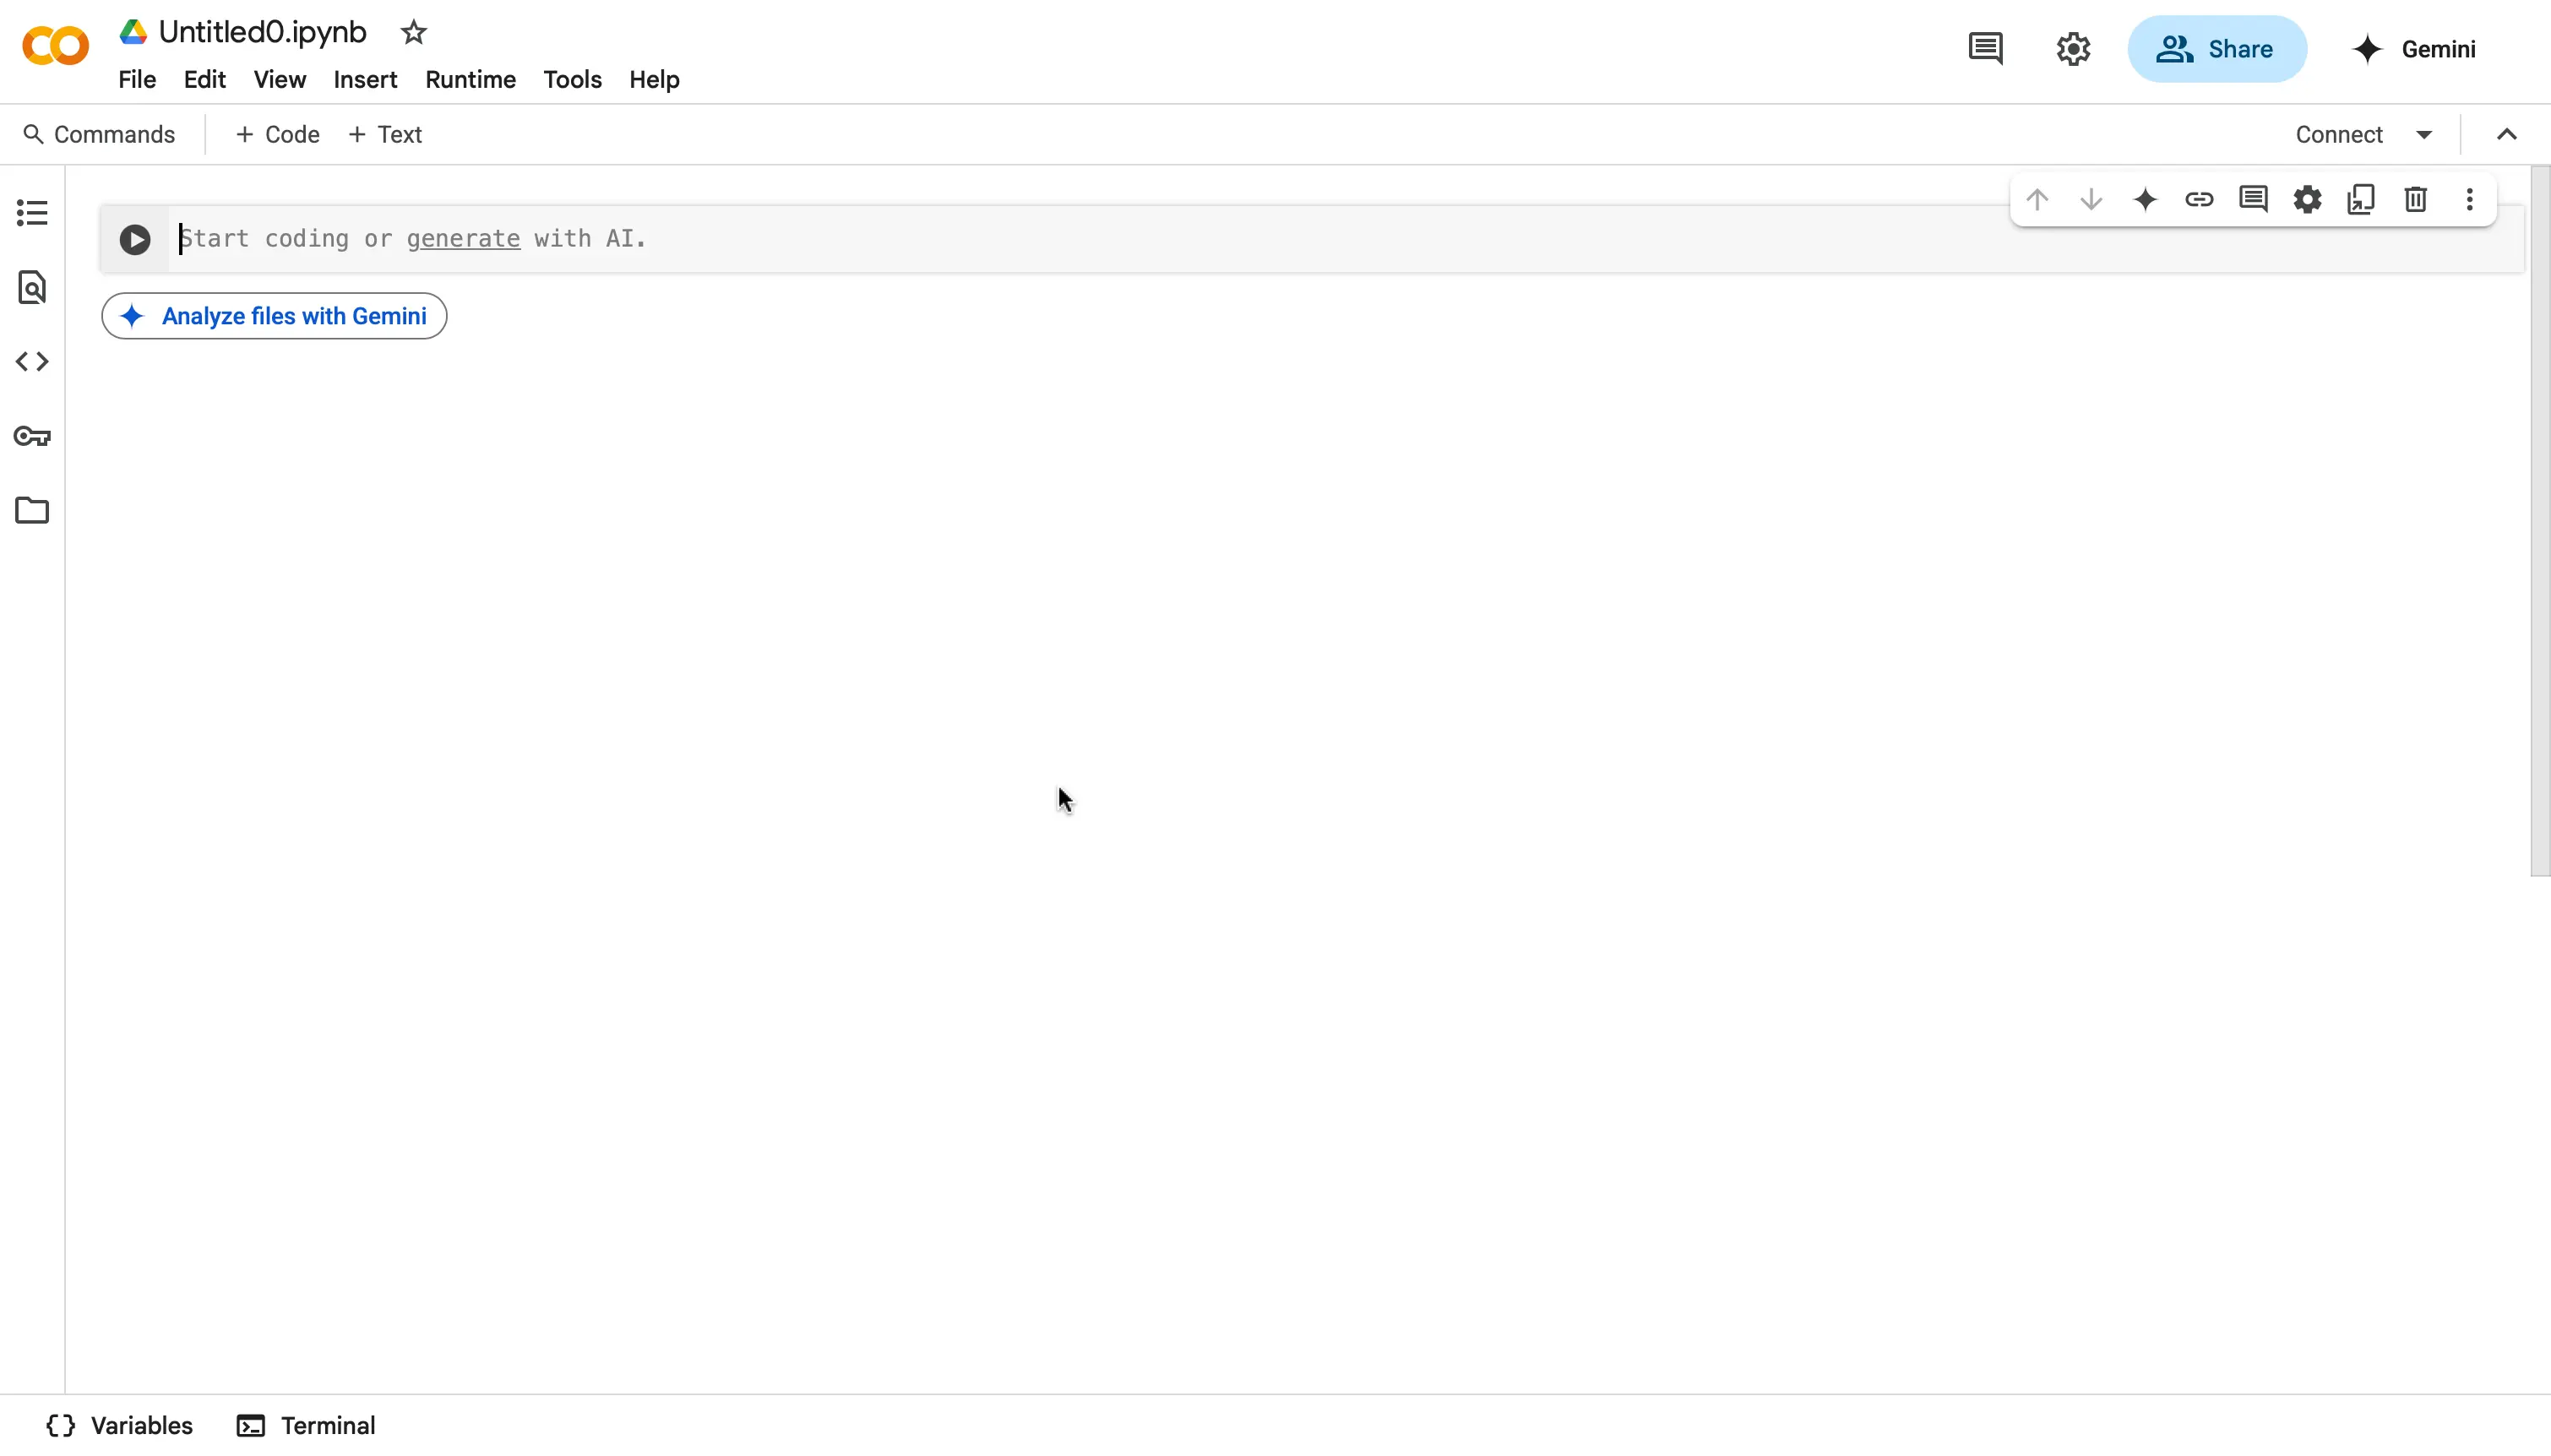 Untitled0.ipynb
File Edit View Insert Runtime Tools Help
Share
Gemini
Commands
+ Code
+ Text
Connect
Start coding or generate with AI.
Analyze files with Gemini
{} Variables
Terminal